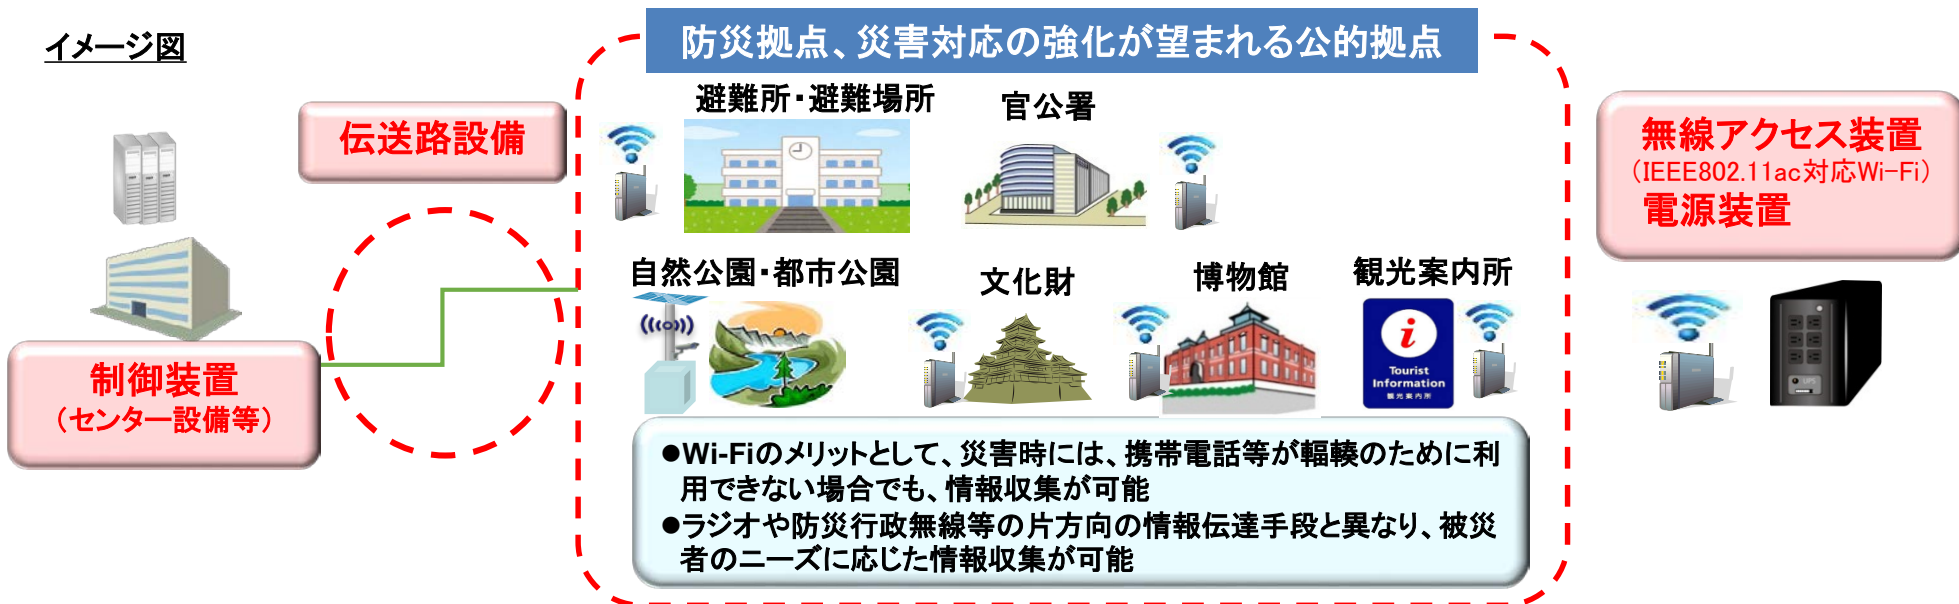 イメージ図
防災拠点、災害対応の強化が望まれる公的拠点
伝送路設備
避難所・避難場所
官公署
無線アクセス装置
（IEEE802.11ac対応Wi-Fi）
電源装置
自然公園・都市公園
文化財
博物館
観光案内所
i
Tourist
Information
観光案内所
制御装置
（センター設備等）
UPS
●Wi-Fiのメリットとして、災害時には、携帯電話等が輻輳のために利
用できない場合でも、情報収集が可能
●ラジオや防災行政無線等の片方向の情報伝達手段と異なり、被災
者のニーズに応じた情報収集が可能